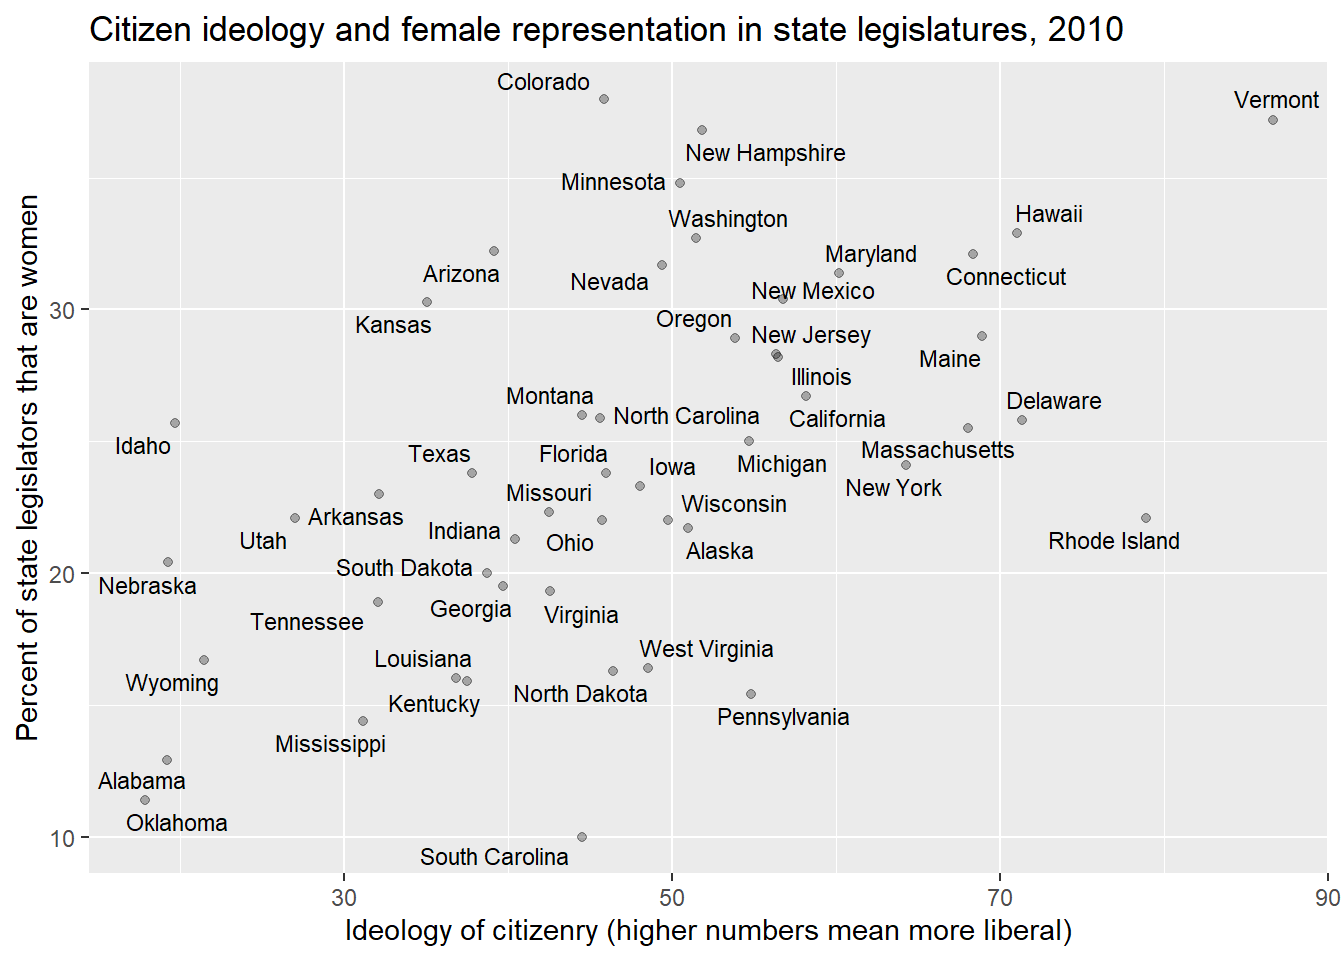 Citizen ideology and female representation in state legislatures, 2010
Colorado
Vermont
New Hampshire
Minnesota
Washington
Hawaii
Maryland
Arizona
Nevada
Connecticut
New Mexico
Oregon
Kansas
New Jersey
Maine
Illinois
Montana
Delaware
North Carolina
California
Idaho
Texas
Florida
Massachusetts
Iowa
Michigan
New York
Missouri
Wisconsin
Arkansas
Indiana
Utah
Ohio
Alaska
Rhode Island
South Dakota
Nebraska
Georgia
Virginia
Tennessee
West Virginia
Louisiana
Wyoming
North Dakota
Kentucky
Pennsylvania
Mississippi
Alabama
Oklahoma
South Carolina
30
20
10
Percent of state legislators that are women
30 50 70 90
Ideology of citizenry (higher numbers mean more liberal)